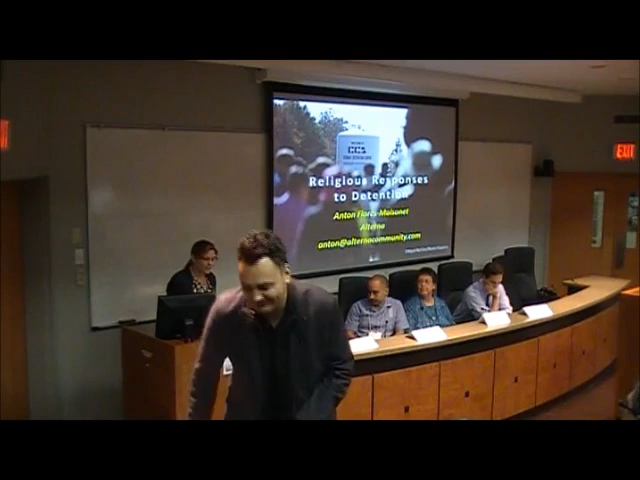 EXIT
Religious Responses
to Detention
Anton Flores-Maisonet
Alterna
anton@alternacommunity.com